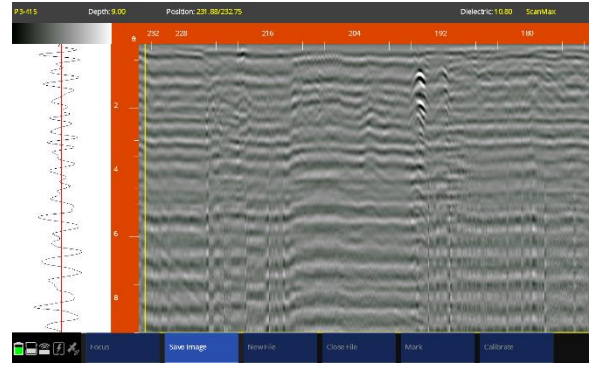 P3-415 Depth: 9.00 Position: 231.88/232.75 Dielectric: 10.80 ScanMax
ft 232 228 216 204 192 180
2
4
6
8
Focus Save Image New File Close File Mark Calibrate